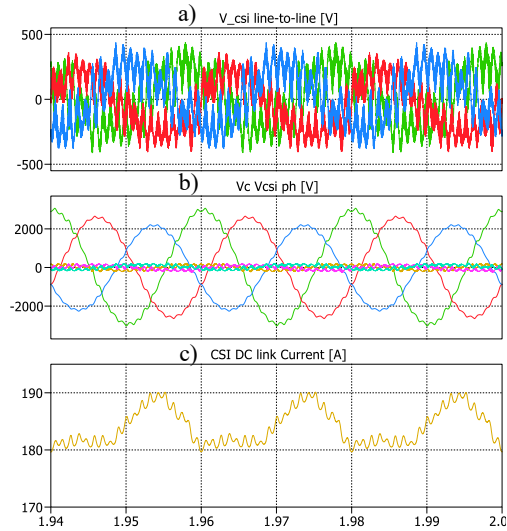 a)
V_csi line-to-line [V]
500
0
-500
b)
Vc Vcsi ph [V]
2000
0
-2000
c)
CSI DC link Current [A]
190
180
170
1.94 1.95 1.96 1.97 1.98 1.99 2.0